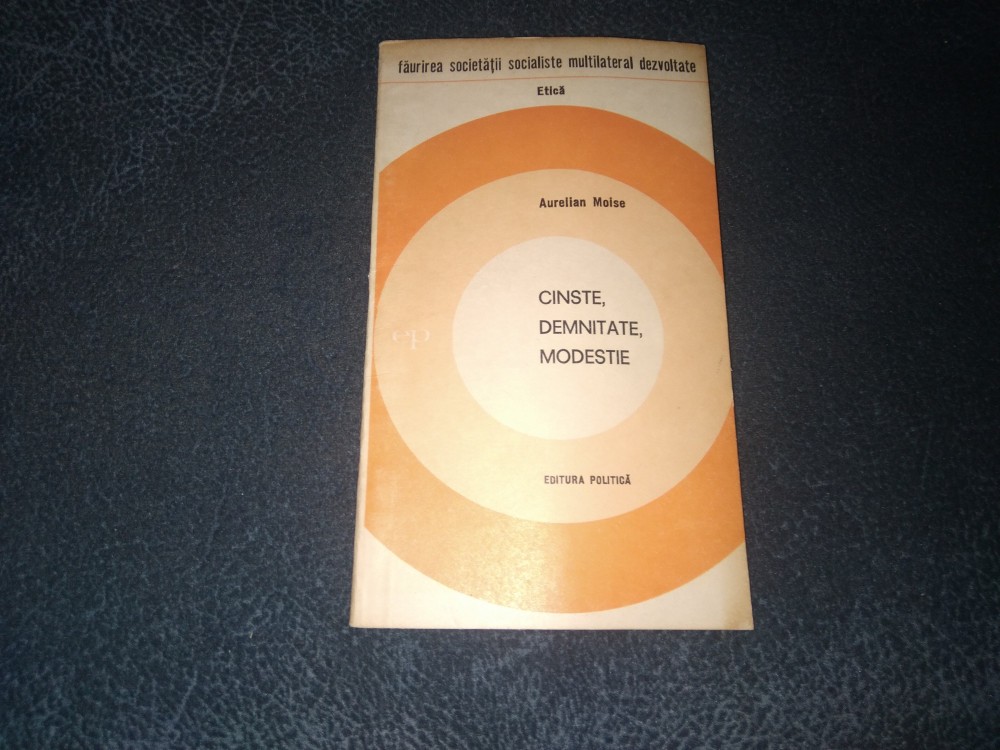 făurirea societății socialiste multilateral dezvoltate
Etică
Aurelian Moise
CINSTE,
DEMNITATE,
MODESTIE
ep
EDITURA POLITICĂ